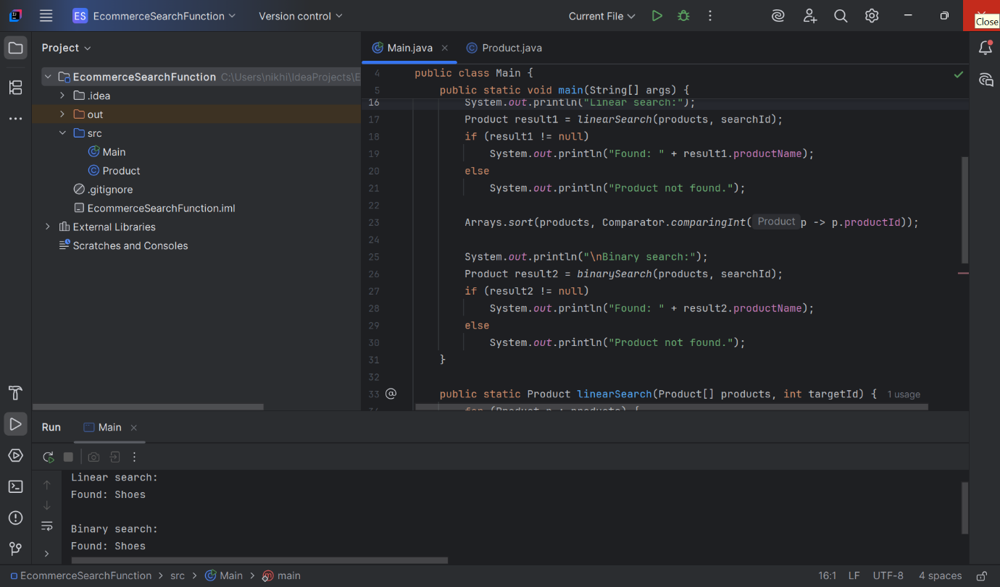 ES EcommerceSearchFunction Version control Current File
Close
Project
EcommerceSearchFunction C:\Users\nikhi\IdeaProjects\E
.idea
out
src
Main
Product
.gitignore
EcommerceSearchFunction.iml
External Libraries
Scratches and Consoles
Main.java Product.java
4 public class Main {
5 public static void main(String[] args) {
16 System.out.println("Linear search:");
17 Product result1 = linearSearch(products, searchId);
18 if (result1 != null)
19 System.out.println("Found: " + result1.productName);
20 else
21 System.out.println("Product not found.");
22
23 Arrays.sort(products, Comparator.comparingInt( Product p -> p.productId));
24
25 System.out.println("\nBinary search:");
26 Product result2 = binarySearch(products, searchId);
27 if (result2 != null)
28 System.out.println("Found: " + result2.productName);
29 else
30 System.out.println("Product not found.");
31 }
32
33 public static Product linearSearch(Product[] products, int targetId) { 1 usage
34 for (Product p : products) {
Run Main
Linear search:
Found: Shoes
Binary search:
Found: Shoes
EcommerceSearchFunction > src > Main > main 16:1 LF UTF-8 4 spaces